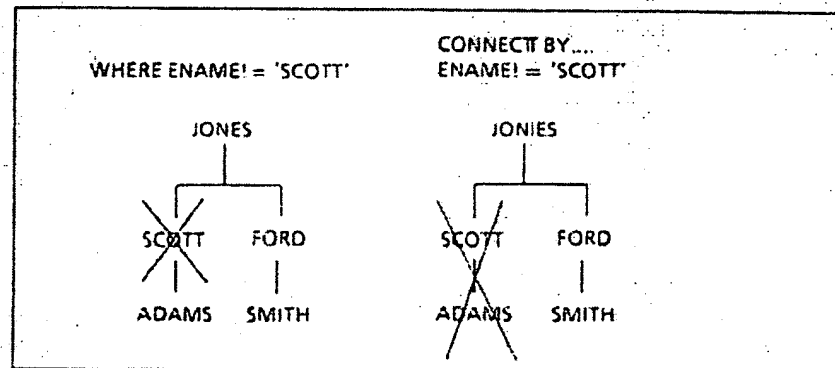 WHERE ENAME! = 'SCOTT'
JONES
SCOTT FORD
ADAMS SMITH
CONNECT BY....
ENAME! = 'SCOTT'
JONES
SCOTT FORD
ADAMS SMITH